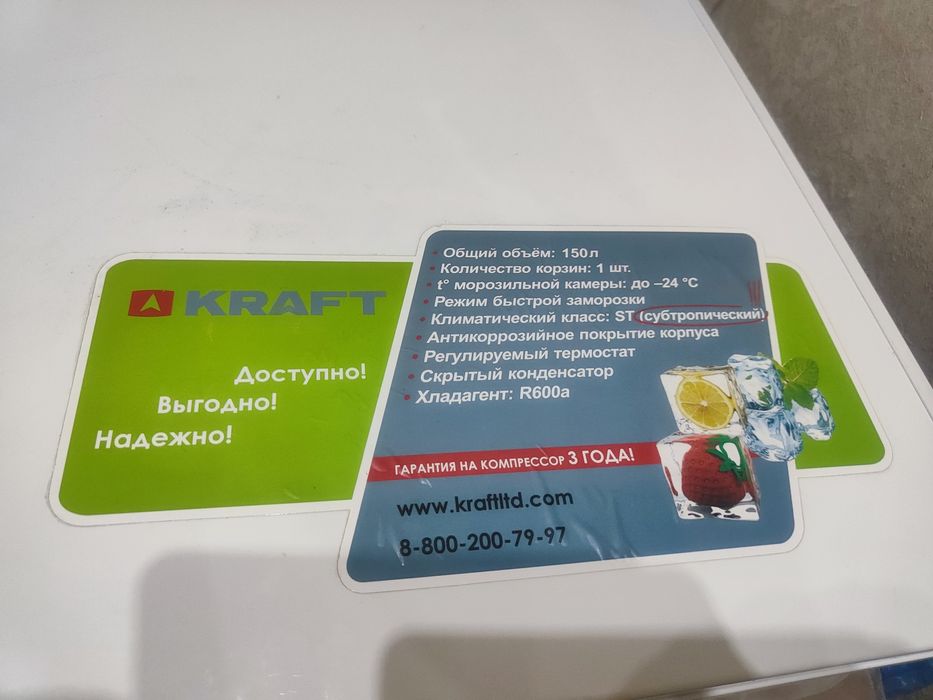 KRAFT
Доступно!
Выгодно!
Надежно!
• Общий объём: 150 л
• Количество корзин: 1 шт.
• t° морозильной камеры: до –24 °C
• Режим быстрой заморозки
• Климатический класс: ST (субтропический)
• Антикоррозийное покрытие корпуса
• Регулируемый термостат
• Скрытый конденсатор
• Хладагент: R600a
ГАРАНТИЯ НА КОМПРЕССОР 3 ГОДА!
www.kraftltd.com
8-800-200-79-97